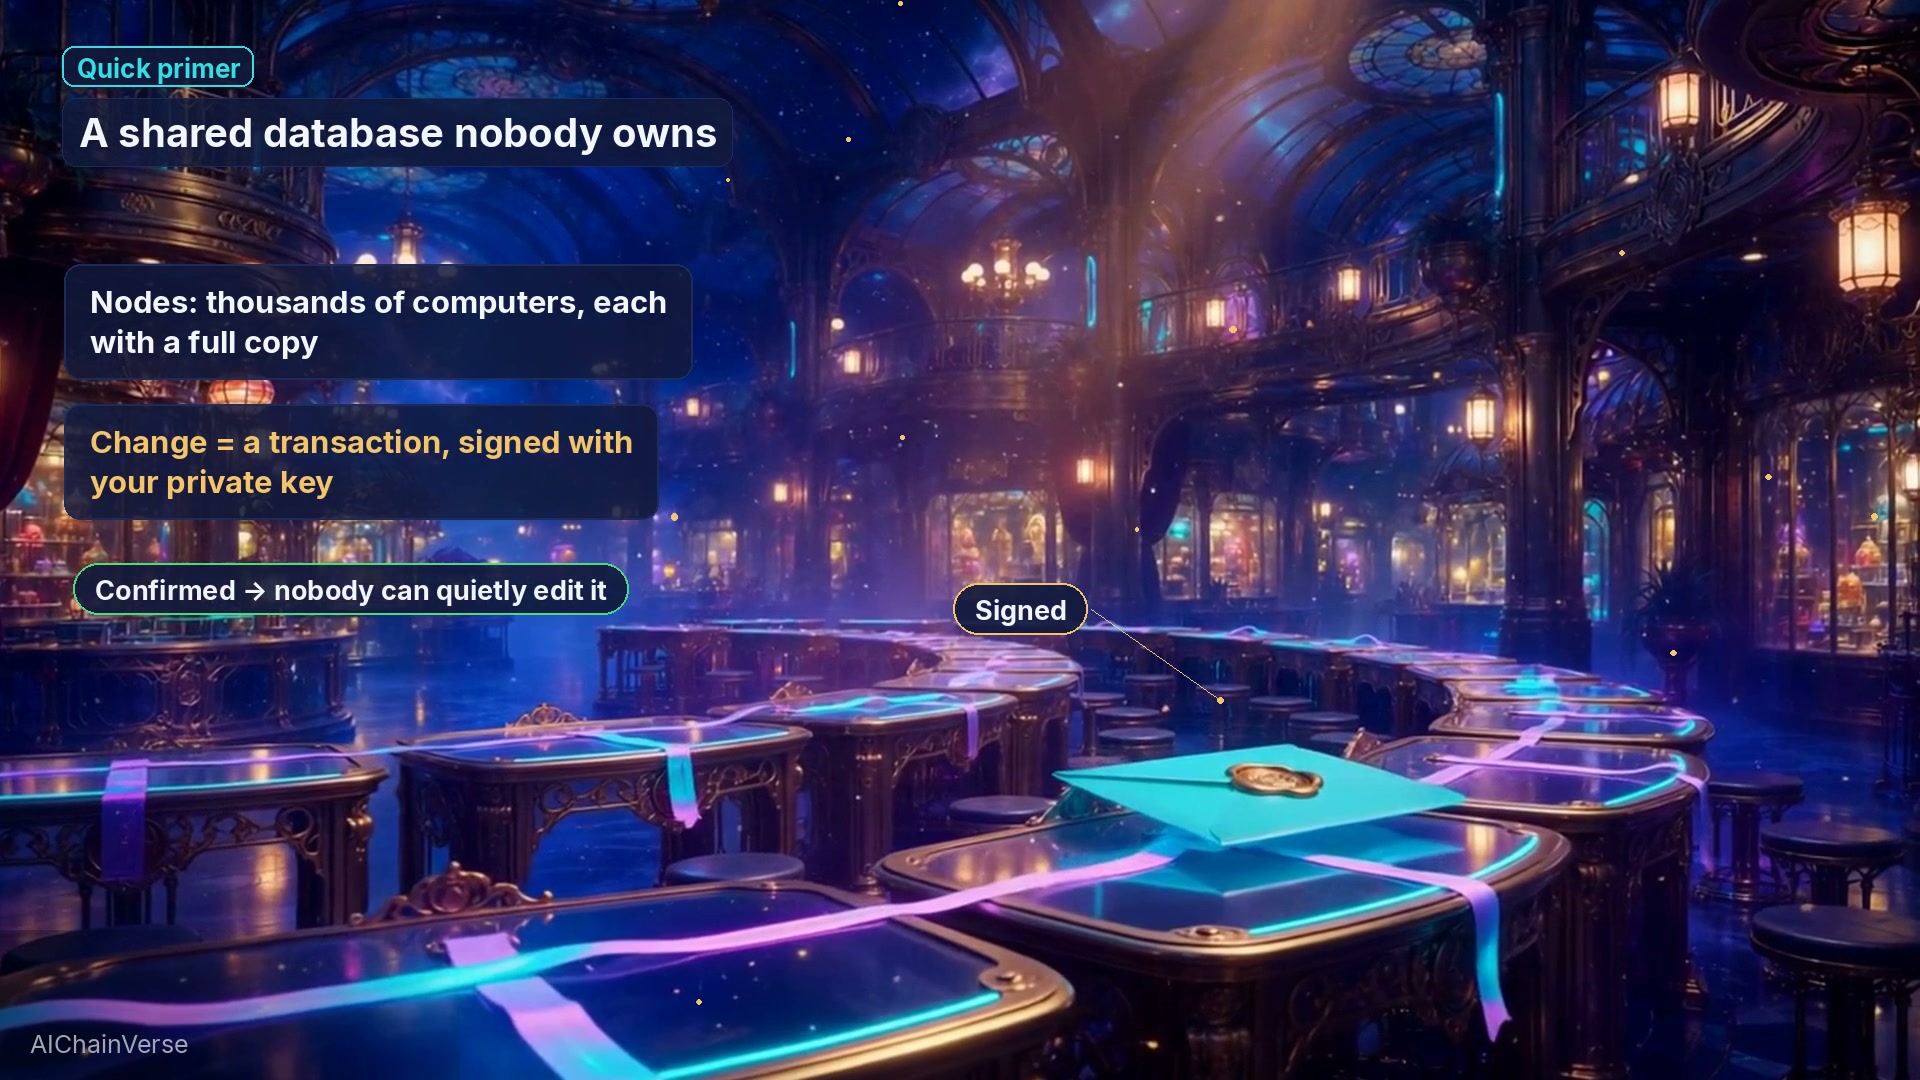 Quick primer
A shared database nobody owns
Nodes: thousands of computers, each
with a full copy
Change = a transaction, signed with
your private key
Confirmed → nobody can quietly edit it
Signed
AIChainVerse